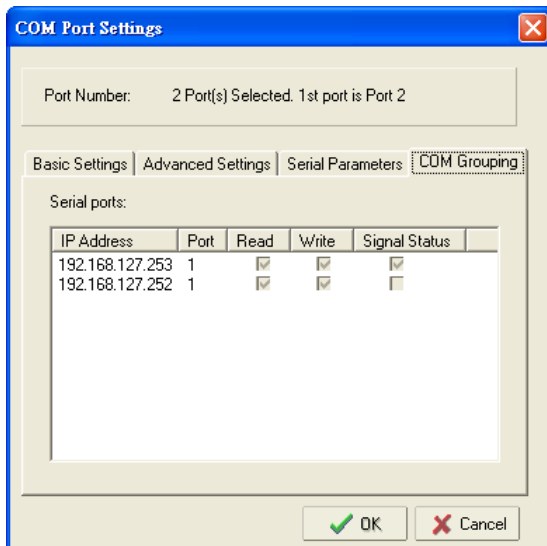 COM Port Settings
Port Number: 2 Port(s) Selected. 1st port is Port 2
Basic Settings Advanced Settings Serial Parameters COM Grouping
Serial ports:
IP Address Port Read Write Signal Status
192.168.127.253 1
192.168.127.252 1
OK Cancel